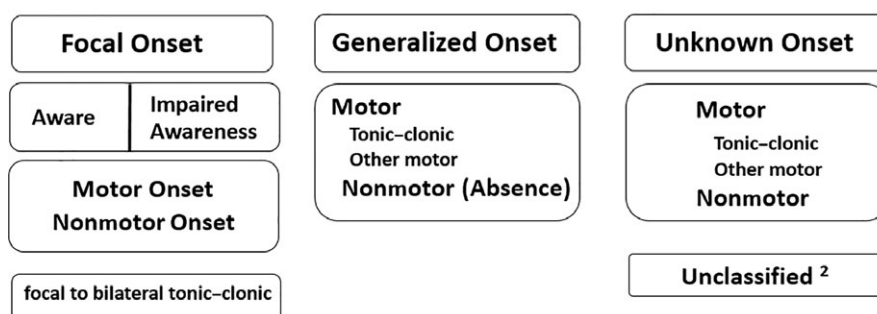 Focal Onset
Aware
Impaired
Awareness
Motor Onset
Nonmotor Onset
focal to bilateral tonic–clonic
Generalized Onset
Motor
Tonic–clonic
Other motor
Nonmotor (Absence)
Unknown Onset
Motor
Tonic–clonic
Other motor
Nonmotor
Unclassified ²